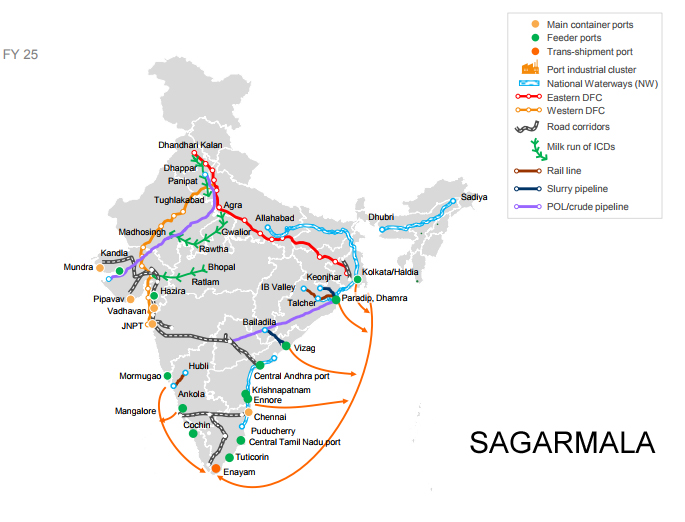 FY 25
Main container ports
Feeder ports
Trans-shipment port
Port industrial cluster
National Waterways (NW)
Eastern DFC
Western DFC
Road corridors
Milk run of ICDs
Rail line
Slurry pipeline
POL/crude pipeline
Dhandhari Kalan
Dhappar
Panipat
Tughlakabad
Agra
Allahabad
Dhubri
Sadiya
Madhosingh
Gwalior
Rawtha
Kandla
Mundra
Bhopal
Ratlam
Kolkata/Haldia
Keonjhar
IB Valley
Hazira
Pipavav
Talcher
Paradip, Dhamra
Vadhavan
JNPT
Bailadila
Vizag
Hubli
Mormugao
Central Andhra port
Ankola
Krishnapatnam
Ennore
Mangalore
Chennai
Cochin
Puducherry
Central Tamil Nadu port
Tuticorin
Enayam
SAGARMALA